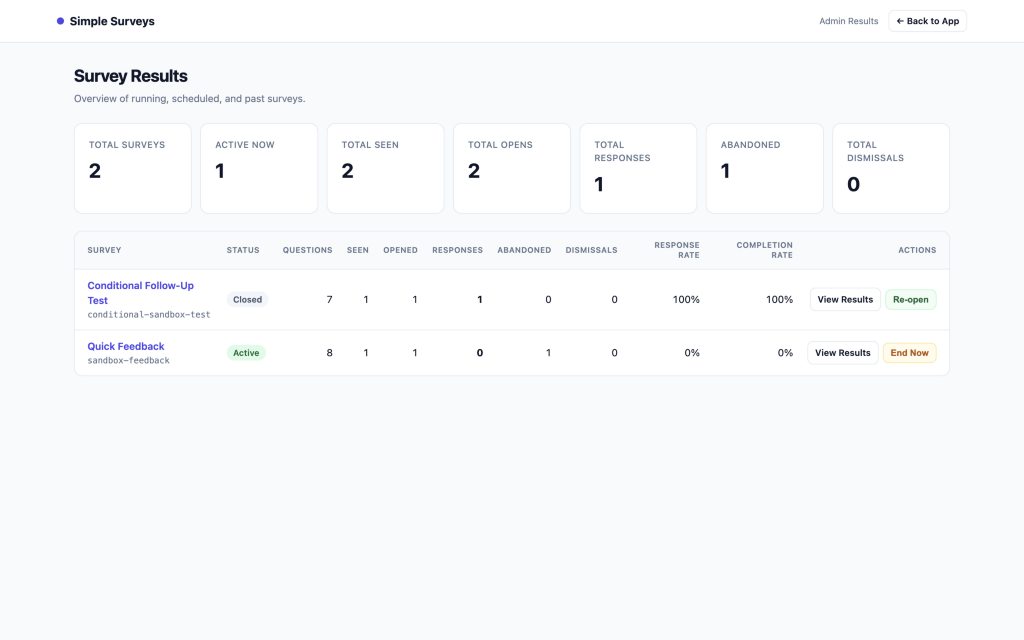 Simple Surveys
Admin Results
← Back to App
Survey Results
Overview of running, scheduled, and past surveys.
TOTAL SURVEYS
2
ACTIVE NOW
1
TOTAL SEEN
2
TOTAL OPENS
2
TOTAL
RESPONSES
1
ABANDONED
1
TOTAL
DISMISSALS
0
SURVEY STATUS QUESTIONS SEEN OPENED RESPONSES ABANDONED DISMISSALS RESPONSE RATE COMPLETION RATE ACTIONS
Conditional Follow-Up
Test
conditional-sandbox-test
Closed 7 1 1 1 0 0 100% 100% View Results Re-open
Quick Feedback
sandbox-feedback
Active 8 1 1 0 1 0 0% 0% View Results End Now